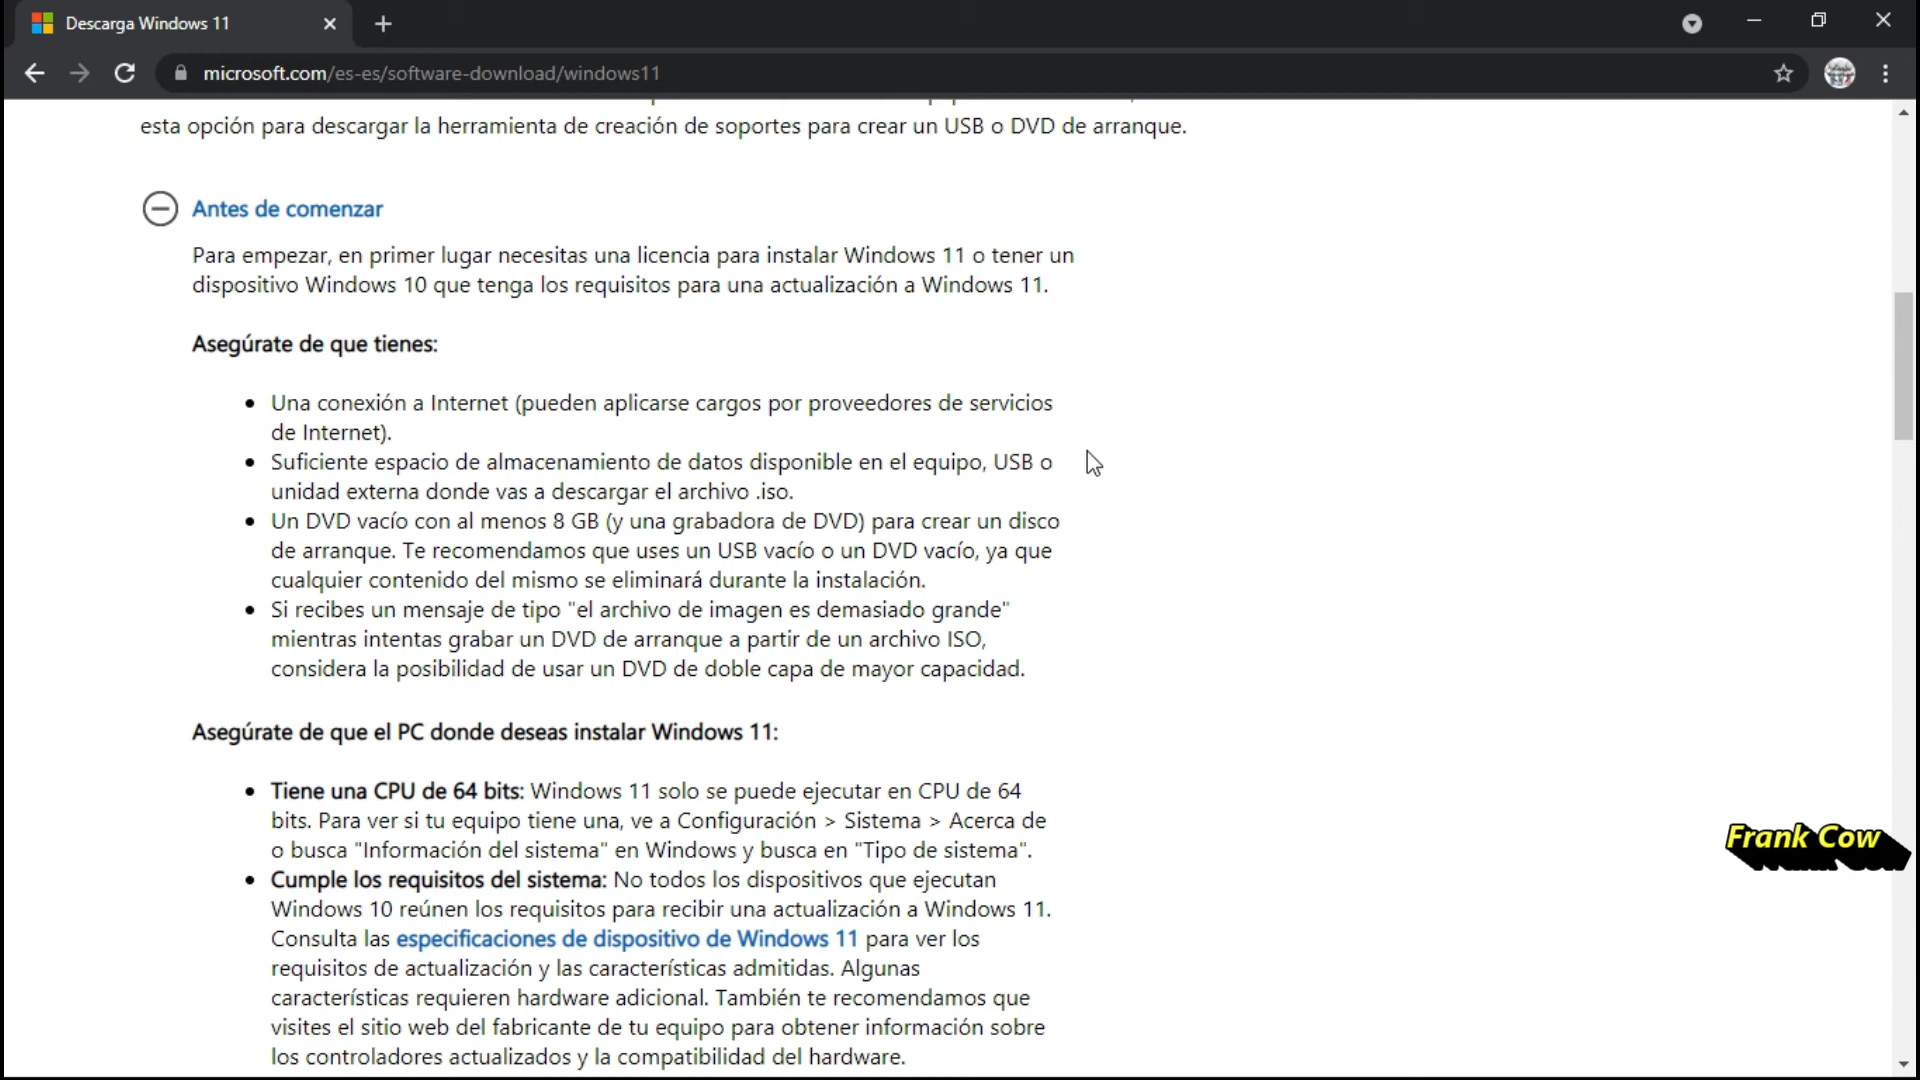 Descarga Windows 11
microsoft.com/es-es/software-download/windows11
esta opción para descargar la herramienta de creación de soportes para crear un USB o DVD de arranque.
Antes de comenzar
Para empezar, en primer lugar necesitas una licencia para instalar Windows 11 o tener un
dispositivo Windows 10 que tenga los requisitos para una actualización a Windows 11.
Asegúrate de que tienes:
• Una conexión a Internet (pueden aplicarse cargos por proveedores de servicios
de Internet).
• Suficiente espacio de almacenamiento de datos disponible en el equipo, USB o
unidad externa donde vas a descargar el archivo .iso.
• Un DVD vacío con al menos 8 GB (y una grabadora de DVD) para crear un disco
de arranque. Te recomendamos que uses un USB vacío o un DVD vacío, ya que
cualquier contenido del mismo se eliminará durante la instalación.
• Si recibes un mensaje de tipo "el archivo de imagen es demasiado grande"
mientras intentas grabar un DVD de arranque a partir de un archivo ISO,
considera la posibilidad de usar un DVD de doble capa de mayor capacidad.
Asegúrate de que el PC donde deseas instalar Windows 11:
• Tiene una CPU de 64 bits: Windows 11 solo se puede ejecutar en CPU de 64
bits. Para ver si tu equipo tiene una, ve a Configuración > Sistema > Acerca de
o busca "Información del sistema" en Windows y busca en "Tipo de sistema".
• Cumple los requisitos del sistema: No todos los dispositivos que ejecutan
Windows 10 reúnen los requisitos para recibir una actualización a Windows 11.
Consulta las especificaciones de dispositivo de Windows 11 para ver los
requisitos de actualización y las características admitidas. Algunas
características requieren hardware adicional. También te recomendamos que
visites el sitio web del fabricante de tu equipo para obtener información sobre
los controladores actualizados y la compatibilidad del hardware.
Frank Cow